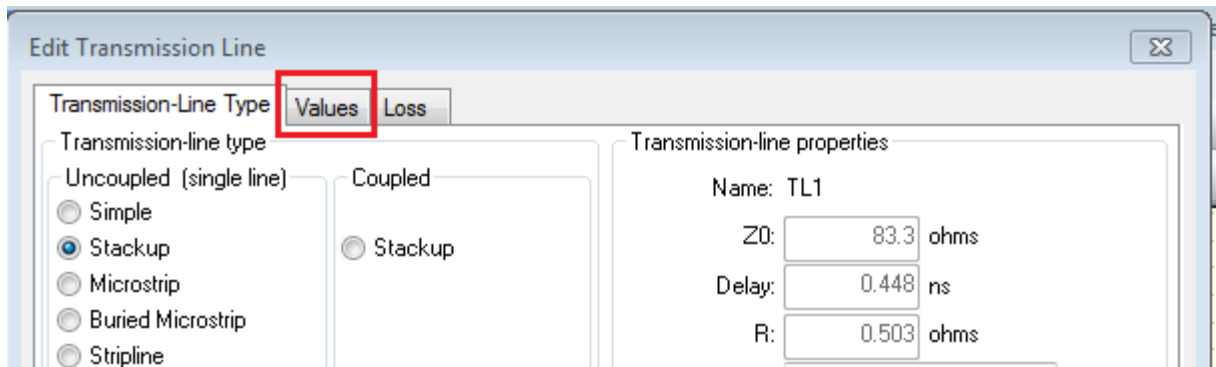 Edit Transmission Line
Transmission-Line Type Values Loss
Transmission-line type
Uncoupled (single line)
Simple
Stackup
Microstrip
Buried Microstrip
Stripline
Coupled
Stackup
Transmission-line properties
Name: TL1
Z0: 83.3 ohms
Delay: 0.448 ns
R: 0.503 ohms